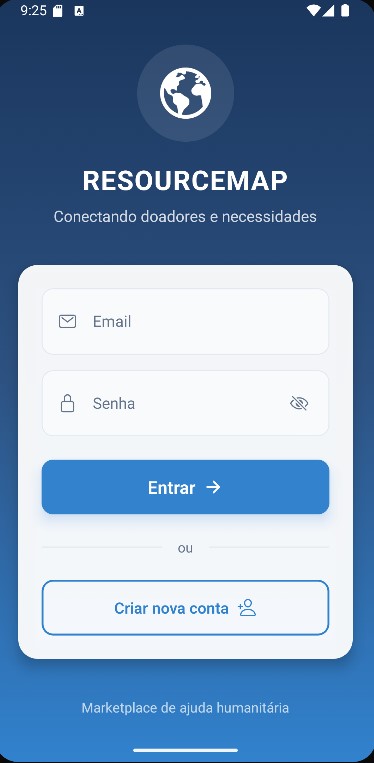 9:25
RESOURCEMAP
Conectando doadores e necessidades
Email
Senha
Entrar
ou
Criar nova conta
Marketplace de ajuda humanitária